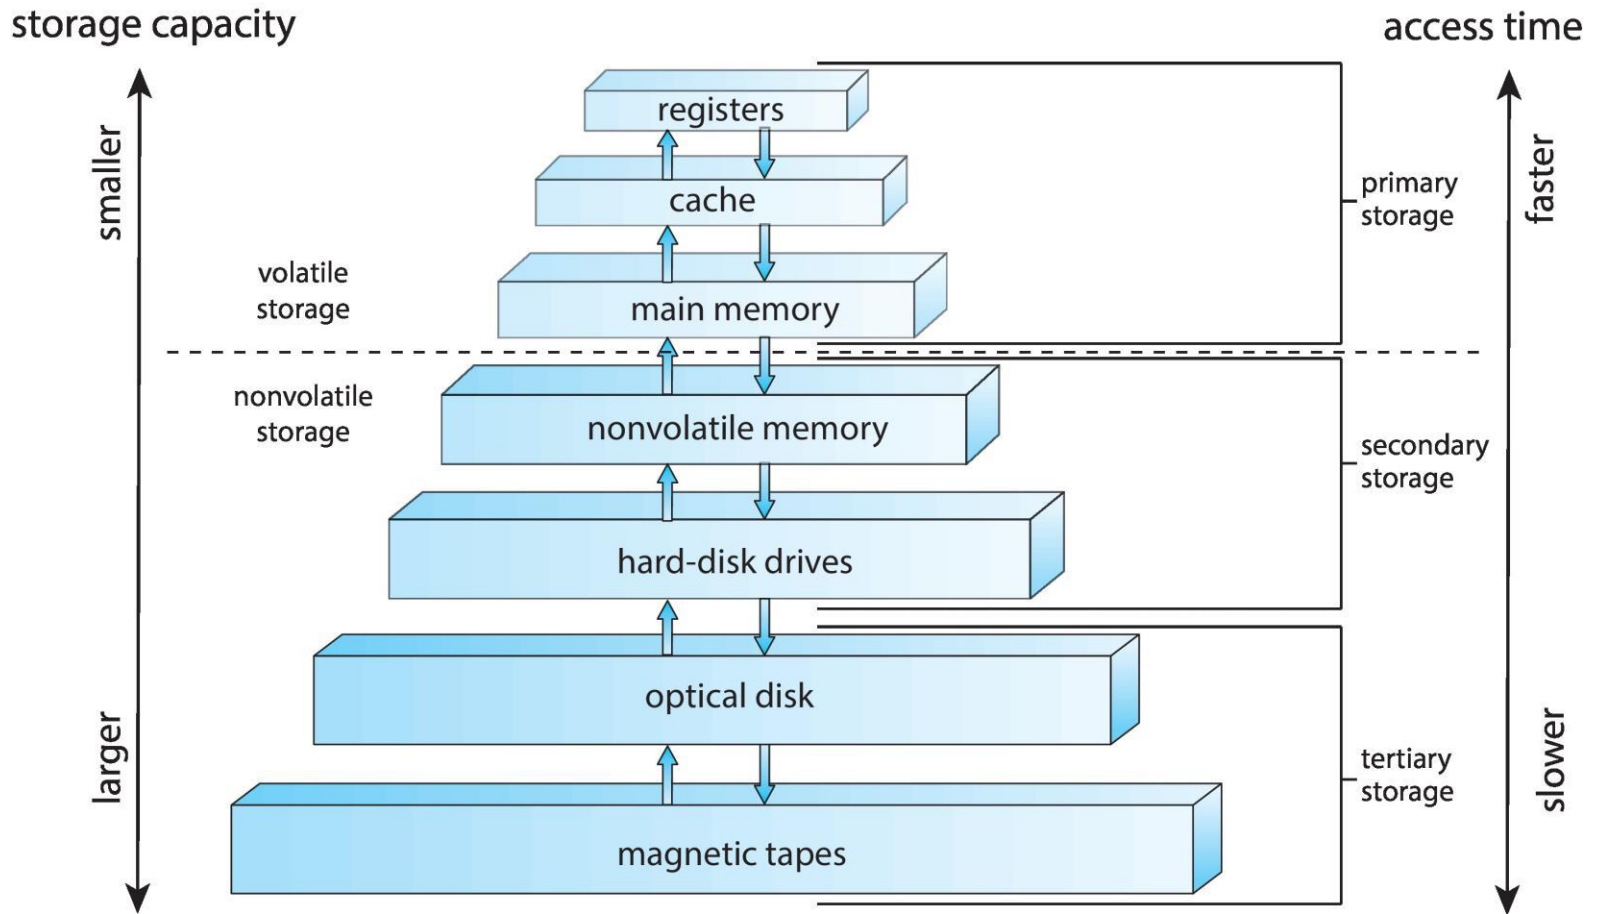 storage capacity
access time
smaller
faster
registers
cache
primary
storage
volatile
storage
main memory
nonvolatile
storage
nonvolatile memory
secondary
storage
hard-disk drives
optical disk
larger
slower
tertiary
storage
magnetic tapes